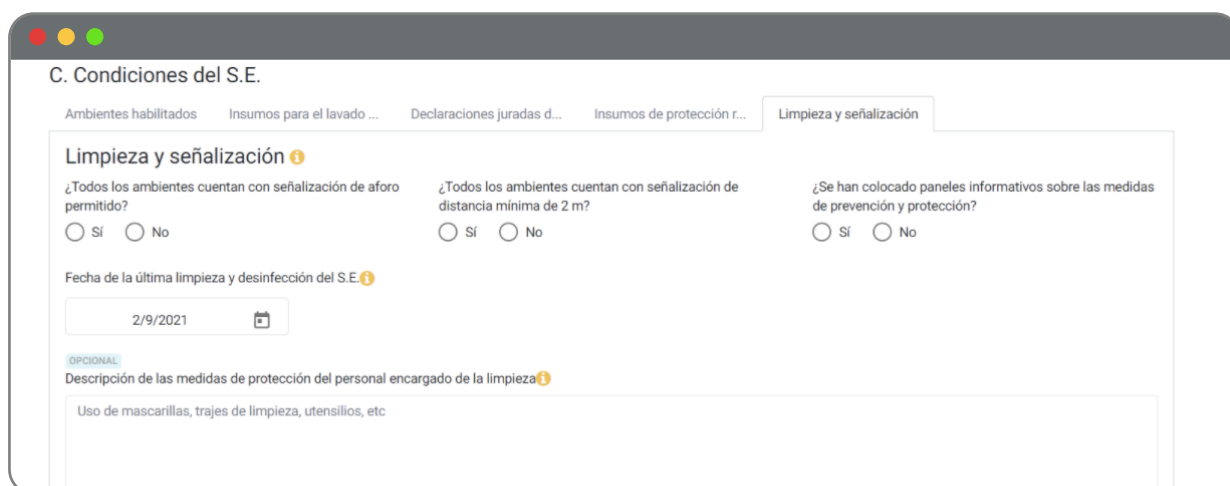 C. Condiciones del S.E.
Ambientes habilitados Insumos para el lavado ... Declaraciones juradas d... Insumos de protección r... Limpieza y señalización
Limpieza y señalización
¿Todos los ambientes cuentan con señalización de aforo
permitido?
Sí No
¿Todos los ambientes cuentan con señalización de
distancia mínima de 2 m?
Sí No
¿Se han colocado paneles informativos sobre las medidas
de prevención y protección?
Sí No
Fecha de la última limpieza y desinfección del S.E.
2/9/2021
OPCIONAL
Descripción de las medidas de protección del personal encargado de la limpieza
Uso de mascarillas, trajes de limpieza, utensilios, etc